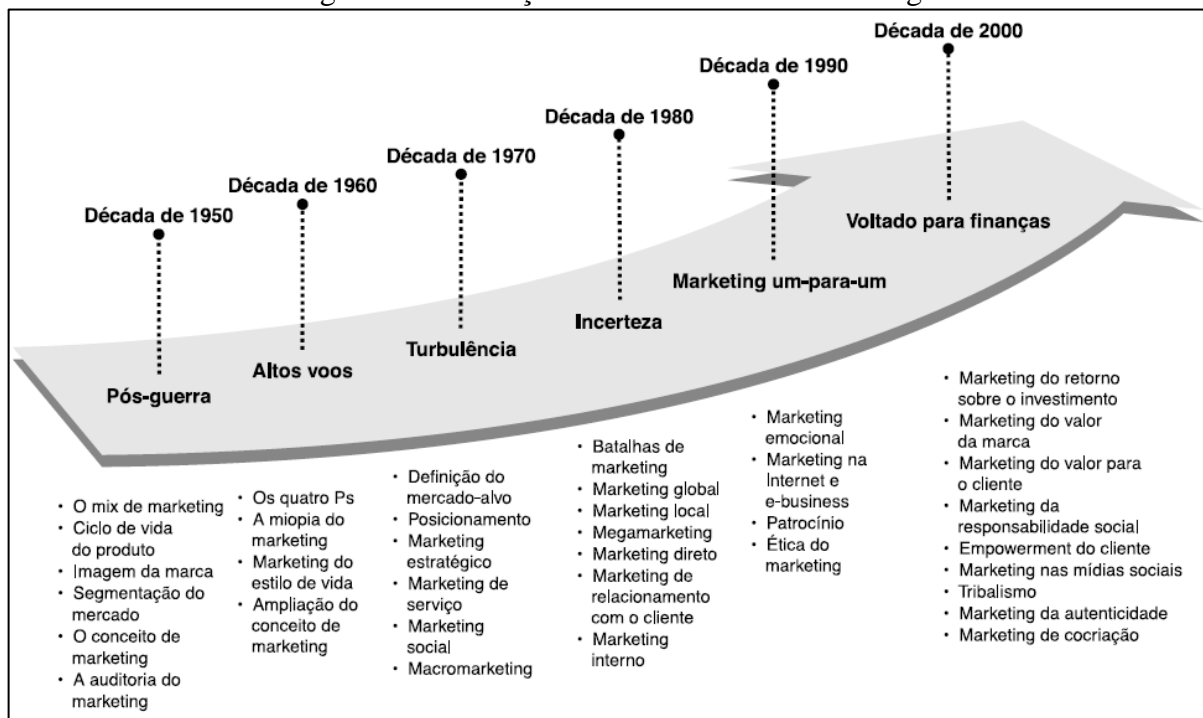 Década de 1950
Década de 1960
Década de 1970
Década de 1980
Década de 1990
Década de 2000
Pós-guerra
Altos voos
Turbulência
Incerteza
Marketing um-para-um
Voltado para finanças
• O mix de marketing
• Ciclo de vida
do produto
• Imagem da marca
• Segmentação do
mercado
• O conceito de
marketing
• A auditoria do
marketing
• Os quatro Ps
• A miopia do
marketing
• Marketing do
estilo de vida
• Ampliação do
conceito de
marketing
• Definição do
mercado-alvo
• Posicionamento
• Marketing
estratégico
• Marketing de
serviço
• Marketing
social
• Macromarketing
• Batalhas de
marketing
• Marketing global
• Marketing local
• Megamarketing
• Marketing direto
• Marketing de
relacionamento
com o cliente
• Marketing
interno
• Marketing
emocional
• Marketing na
Internet e
e-business
• Patrocínio
• Ética do
marketing
• Marketing do retorno
sobre o investimento
• Marketing do valor
da marca
• Marketing do valor para
o cliente
• Marketing da
responsabilidade social
• Empowerment do cliente
• Marketing nas mídias sociais
• Tribalismo
• Marketing da autenticidade
• Marketing de cocriação